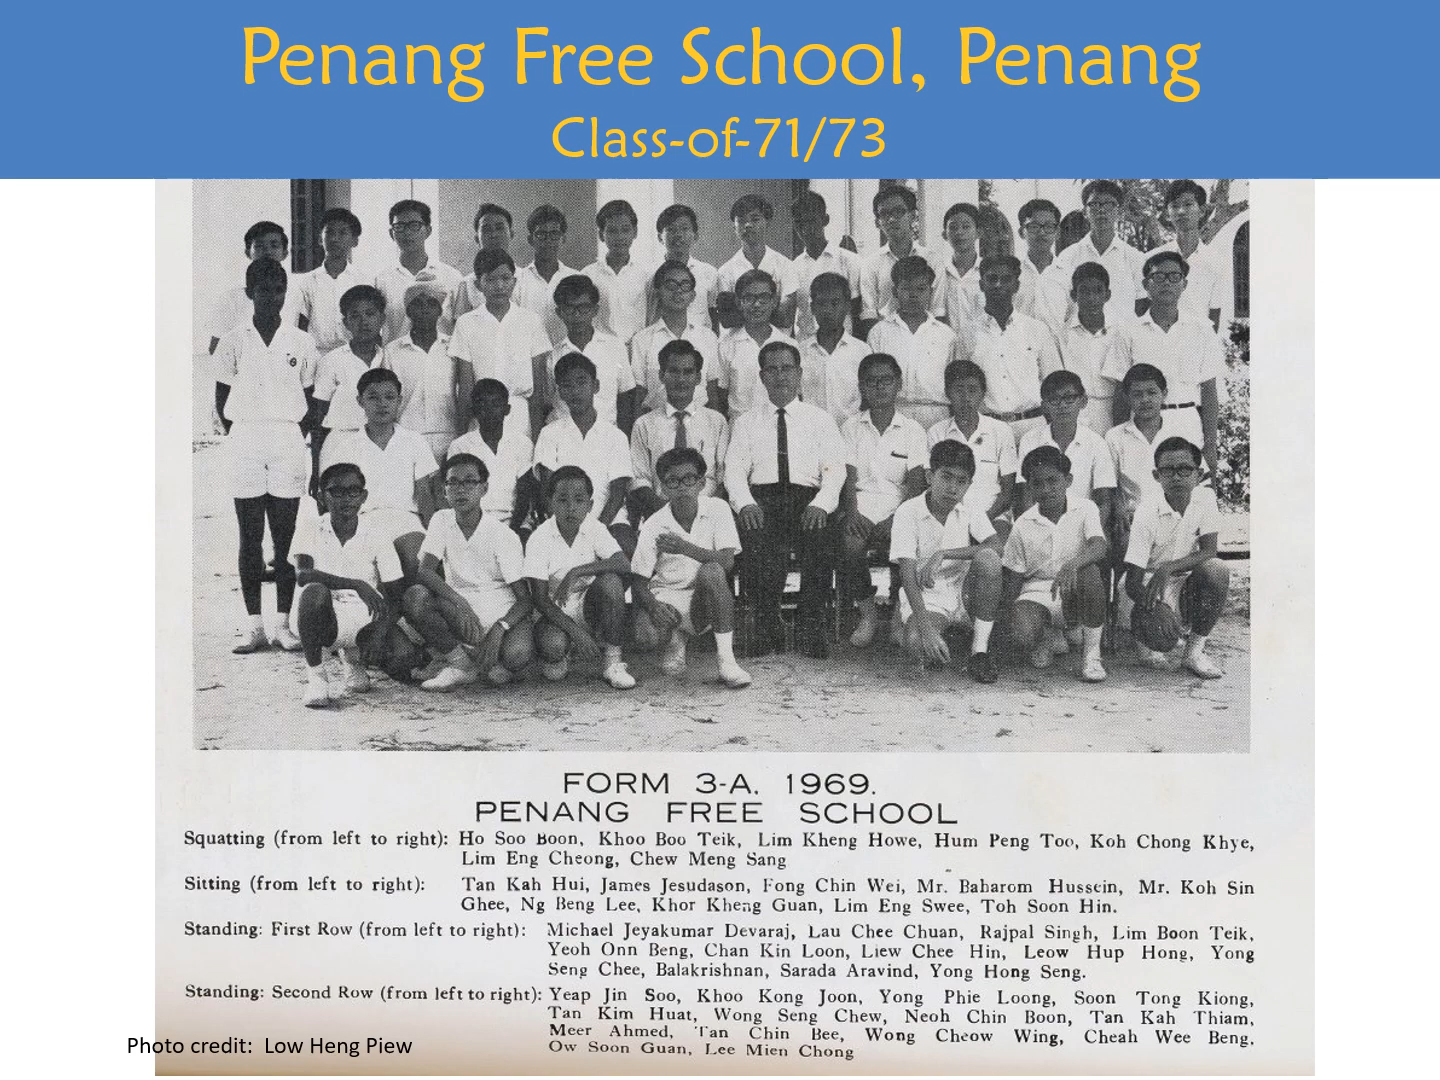 Penang Free School, Penang
Class-of-71/73
FORM 3-A. 1969.
PENANG FREE SCHOOL
Squatting (from left to right): Ho Soo Boon, Khoo Boo Teik, Lim Kheng Howe, Hum Peng Too, Koh Chong Khye,
Lim Eng Cheong, Chew Meng Sang
Sitting (from left to right): Tan Kah Hui, James Jesudason, Fong Chin Wei, Mr. Baharom Hussein, Mr. Koh Sin
Ghee, Ng Beng Lee, Khor Kheng Guan, Lim Eng Swee, Toh Soon Hin.
Standing: First Row (from left to right): Michael Jeyakumar Devaraj, Lau Chee Chuan, Rajpal Singh, Lim Boon Teik,
Yeoh Onn Beng, Chan Kin Loon, Liew Chee Hin, Leow Hup Hong, Yong
Seng Chee, Balakrishnan, Sarada Aravind, Yong Hong Seng.
Standing: Second Row (from left to right): Yeap Jin Soo, Khoo Kong Joon, Yong Phie Loong, Soon Tong Kiong,
Tan Kim Huat, Wong Seng Chew, Neoh Chin Boon, Tan Kah Thiam,
Meer Ahmed, Tan Chin Bee, Wong Cheow Wing, Cheah Wee Beng.
Ow Soon Guan, Lee Mien Chong
Photo credit: Low Heng Piew